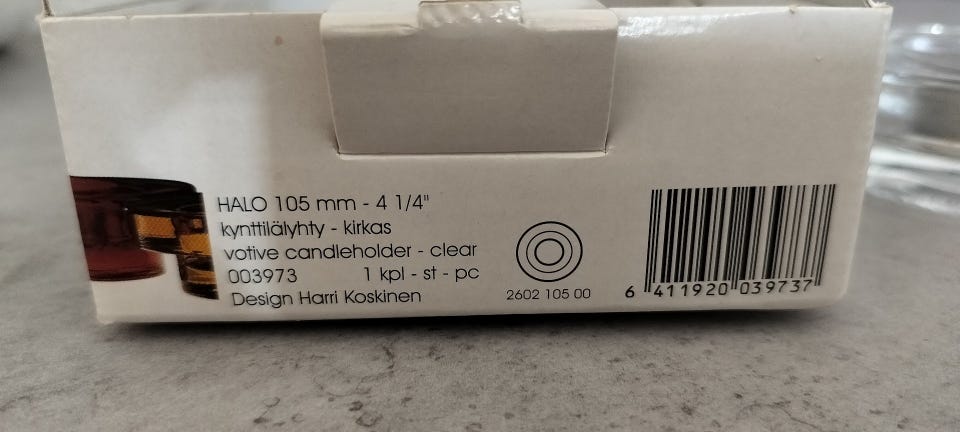 HALO 105 mm - 4 1/4"
kynttilälyhty - kirkas
votive candleholder - clear
003973 1 kpl - st - pc
Design Harri Koskinen
2602 105 00
6 411920 039737